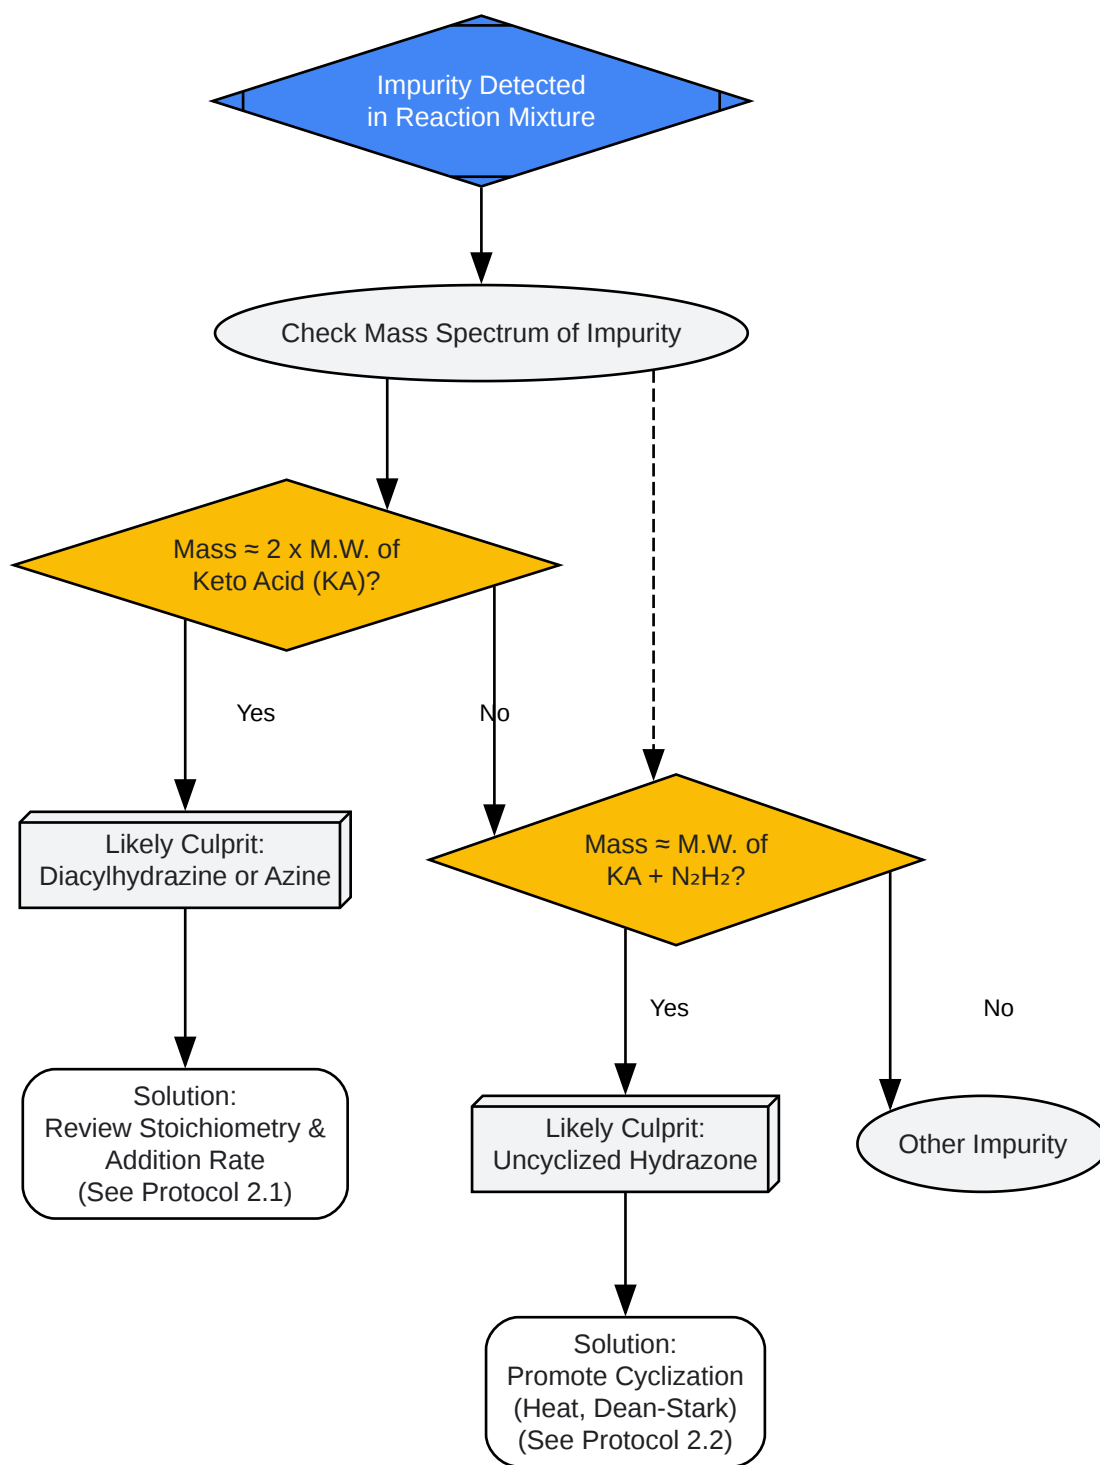 Impurity Detected
in Reaction Mixture
Check Mass Spectrum of Impurity
Mass ≈ 2 x M.W. of
Keto Acid (KA)?
Yes
No
Likely Culprit:
Diacylhydrazine or Azine
Mass ≈ M.W. of
KA + N₂H₂?
Yes
No
Solution:
Review Stoichiometry &
Addition Rate
(See Protocol 2.1)
Likely Culprit:
Uncyclized Hydrazone
Other Impurity
Solution:
Promote Cyclization
(Heat, Dean-Stark)
(See Protocol 2.2)